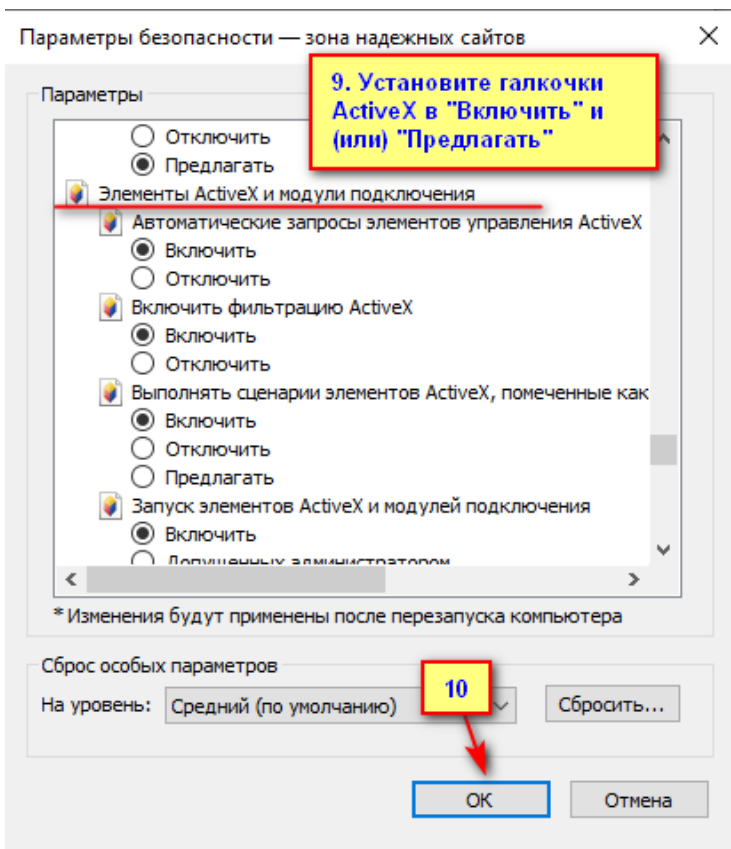 Параметры безопасности — зона надежных сайтов
9. Установите галкочки
ActiveX в "Включить" и
(или) "Предлагать"
Параметры
Отключить
Предлагать
Элементы ActiveX и модули подключения
Автоматические запросы элементов управления ActiveX
Включить
Отключить
Включить фильтрацию ActiveX
Включить
Отключить
Выполнять сценарии элементов ActiveX, помеченные как
Включить
Отключить
Предлагать
Запуск элементов ActiveX и модулей подключения
Включить
Допущенных администратором
* Изменения будут применены после перезапуска компьютера
Сброс особых параметров
10
На уровень: Средний (по умолчанию) Сбросить...
ОК Отмена